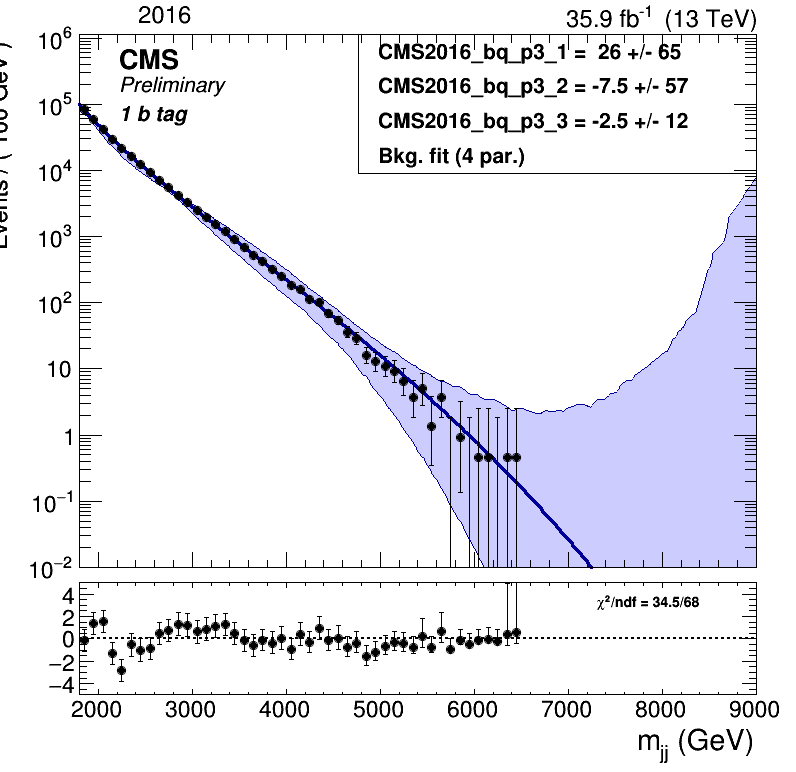 2016 35.9 fb⁻¹ (13 TeV)
CMS
Preliminary
1 b tag
CMS2016_bq_p3_1 = 26 +/- 65
CMS2016_bq_p3_2 = -7.5 +/- 57
CMS2016_bq_p3_3 = -2.5 +/- 12
Bkg. fit (4 par.)
Events / ( 100 GeV )
10⁶
10⁵
10⁴
10³
10²
10
1
10⁻¹
10⁻²
χ²/ndf = 34.5/68
4
2
0
−2
−4
2000 3000 4000 5000 6000 7000 8000 9000
m_jj (GeV)